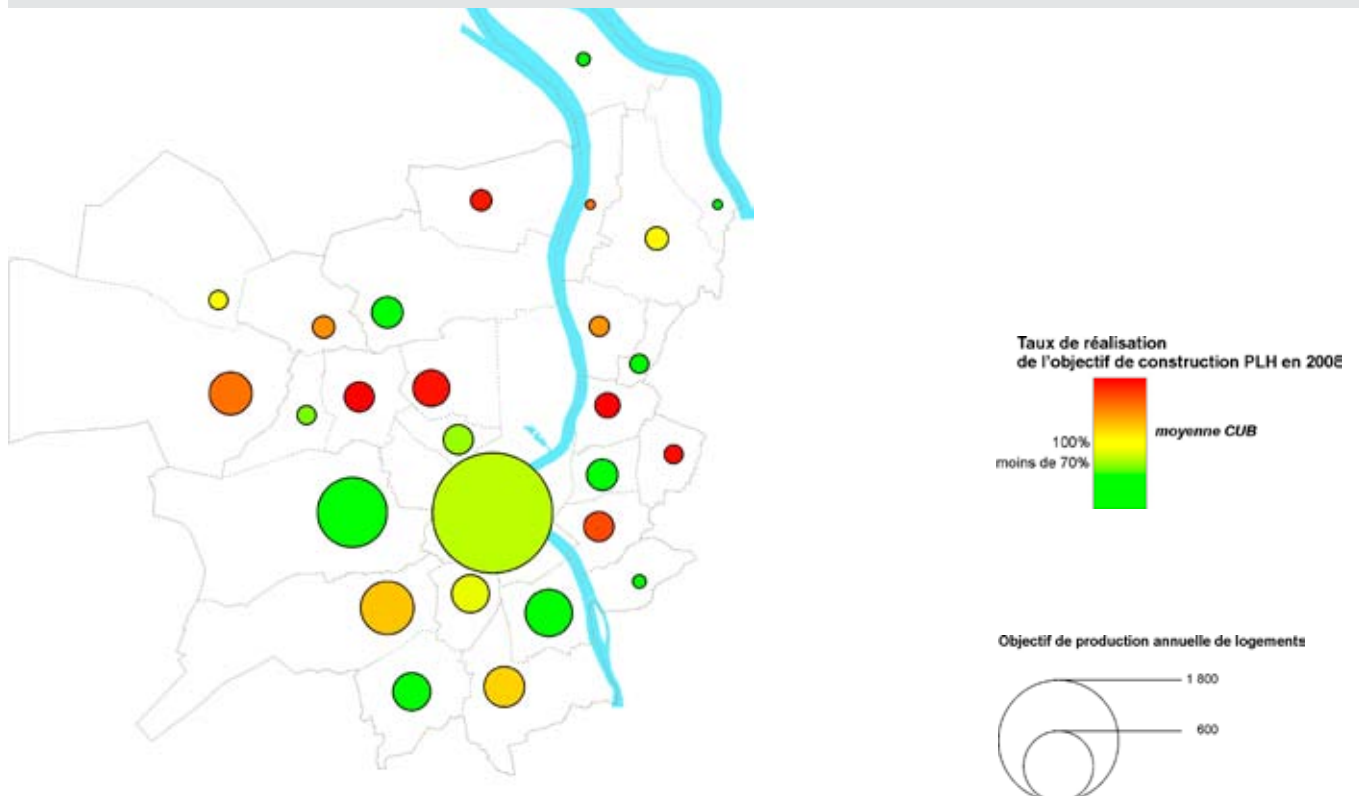 Taux de réalisation
de l'objectif de construction PLH en 2008
100%
moyenne CUB
moins de 70%
Objectif de production annuelle de logements
1 800
600